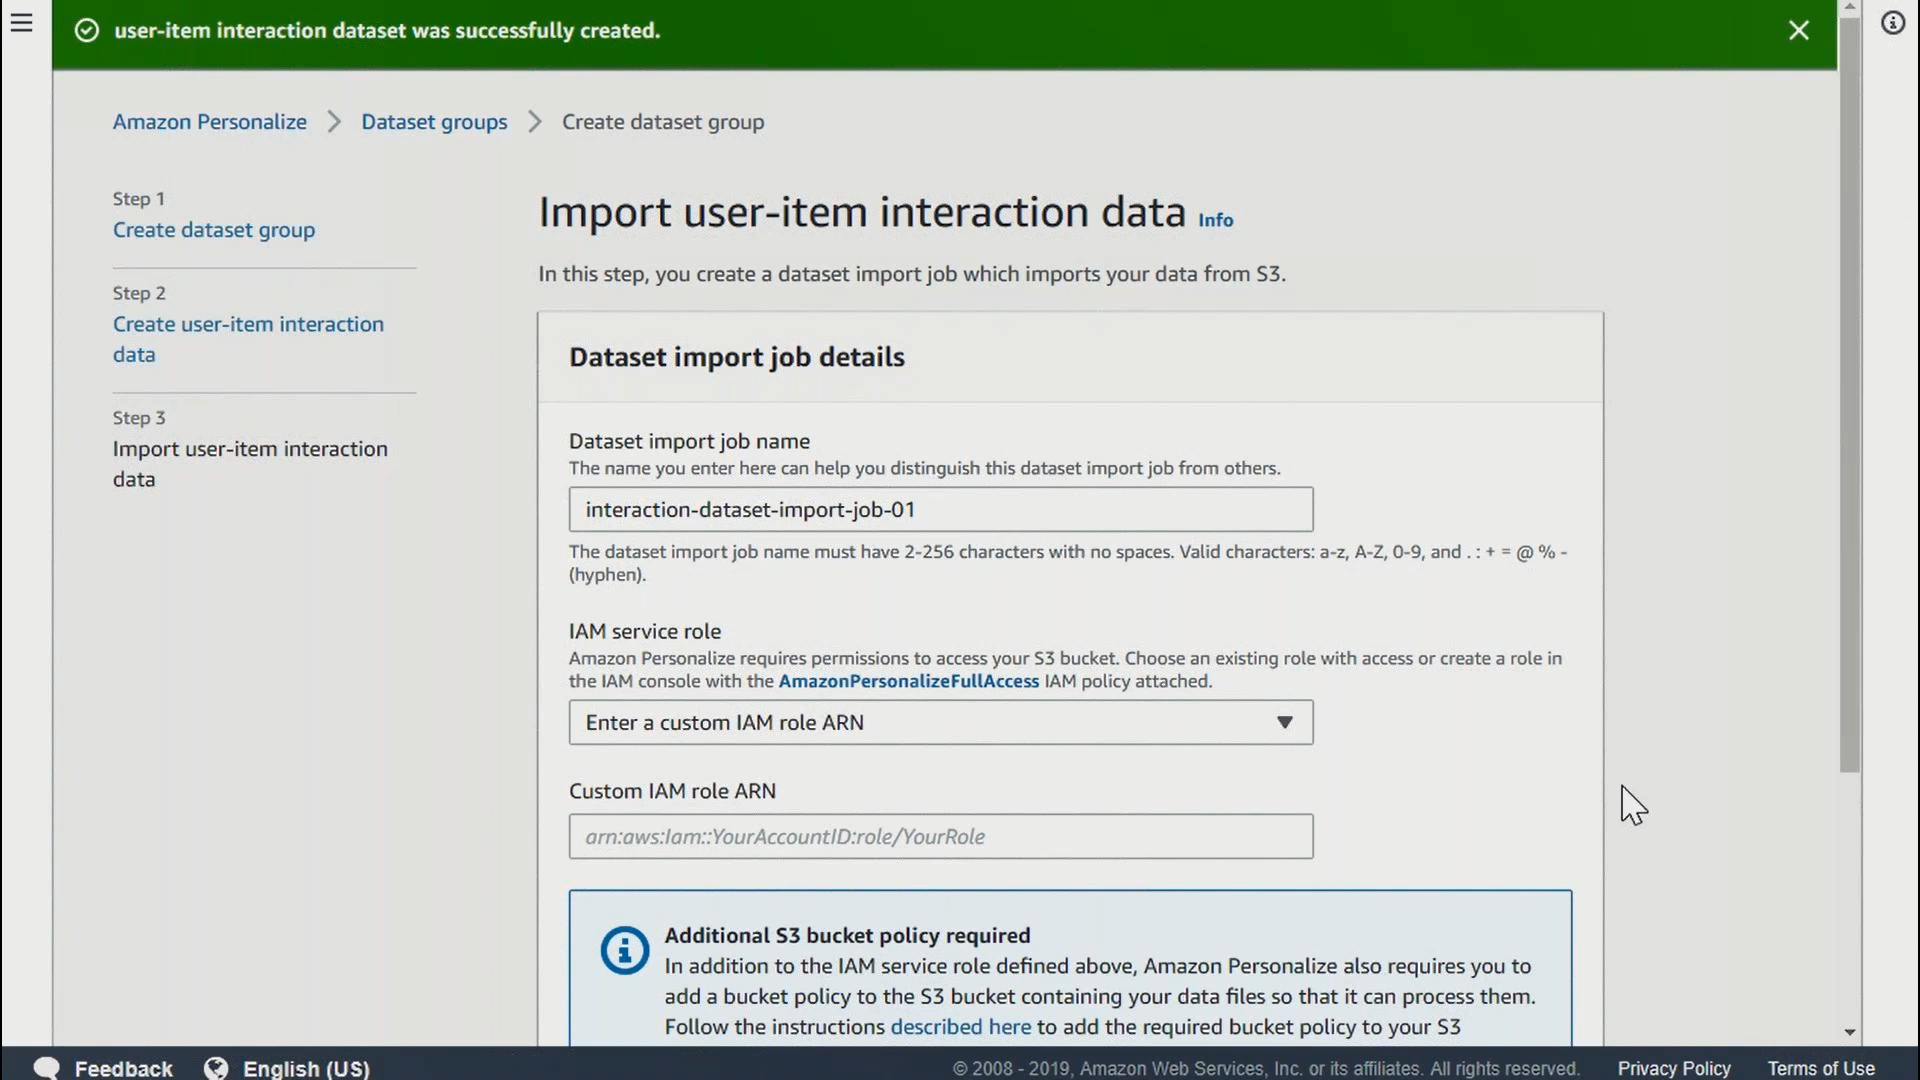 user-item interaction dataset was successfully created.
Amazon Personalize
Dataset groups
Create dataset group
Step 1
Create dataset group
Step 2
Create user-item interaction
data
Step 3
Import user-item interaction
data
Import user-item interaction data Info
In this step, you create a dataset import job which imports your data from S3.
Dataset import job details
Dataset import job name
The name you enter here can help you distinguish this dataset import job from others.
interaction-dataset-import-job-01
The dataset import job name must have 2-256 characters with no spaces. Valid characters: a-z, A-Z, 0-9, and . : + = @ % -
(hyphen).
IAM service role
Amazon Personalize requires permissions to access your S3 bucket. Choose an existing role with access or create a role in
the IAM console with the AmazonPersonalizeFullAccess IAM policy attached.
Enter a custom IAM role ARN
Custom IAM role ARN
arn:aws:Iam::YourAccountID:role/YourRole
Additional S3 bucket policy required
In addition to the IAM service role defined above, Amazon Personalize also requires you to
add a bucket policy to the S3 bucket containing your data files so that it can process them.
Follow the instructions described here to add the required bucket policy to your S3
Feedback
English (US)
© 2008 - 2019, Amazon Web Services, Inc. or its affiliates. All rights reserved.
Privacy Policy
Terms of Use